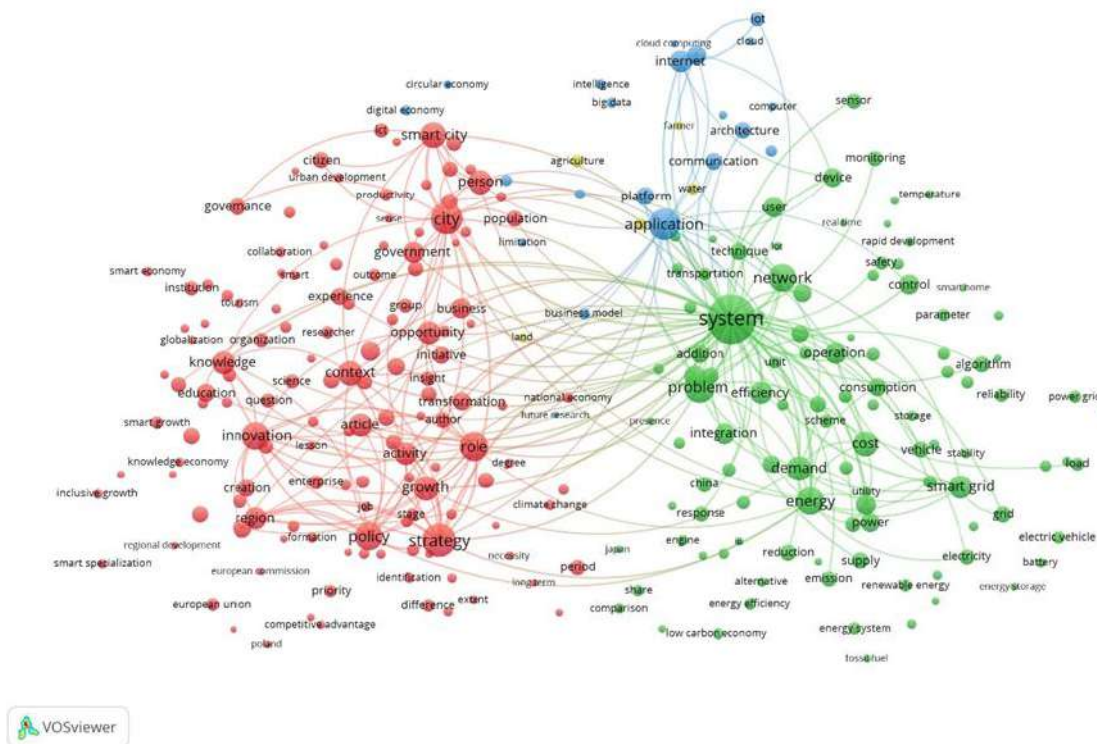 iot
cloud computing
cloud
internet
circular economy
intelligence
digital economy
big data
computer
sensor
farmer
ict
smart city
architecture
citizen
agriculture
communication
monitoring
urban development
person
device
productivity
water
platform
temperature
governance
user
sense
city
population
application
real time
limitation
rapid development
collaboration
government
technique
iot
safety
smart economy
smart
outcome
transportation
network
control
institution
smart home
tourism
experience
group
business
business model
system
parameter
globalization
organization
researcher
opportunity
land
knowledge
initiative
addition
unit
operation
algorithm
context
insight
science
education
problem
efficiency
consumption
reliability
power grid
question
transformation
national economy
author
future research
presence
scheme
storage
smart growth
article
innovation
integration
lesson
role
cost
vehicle
stability
activity
knowledge economy
degree
demand
load
enterprise
china
creation
growth
smart grid
inclusive growth
energy
utility
climate change
job
stage
response
region
power
grid
formation
policy
strategy
engine
electric vehicle
regional development
japan
necessity
reduction
supply
electricity
smart specialization
battery
european commission
period
identification
long term
alternative
emission
renewable energy
energy storage
priority
share
european union
difference
extent
comparison
energy efficiency
competitive advantage
low carbon economy
energy system
poland
fossil fuel
VOSviewer